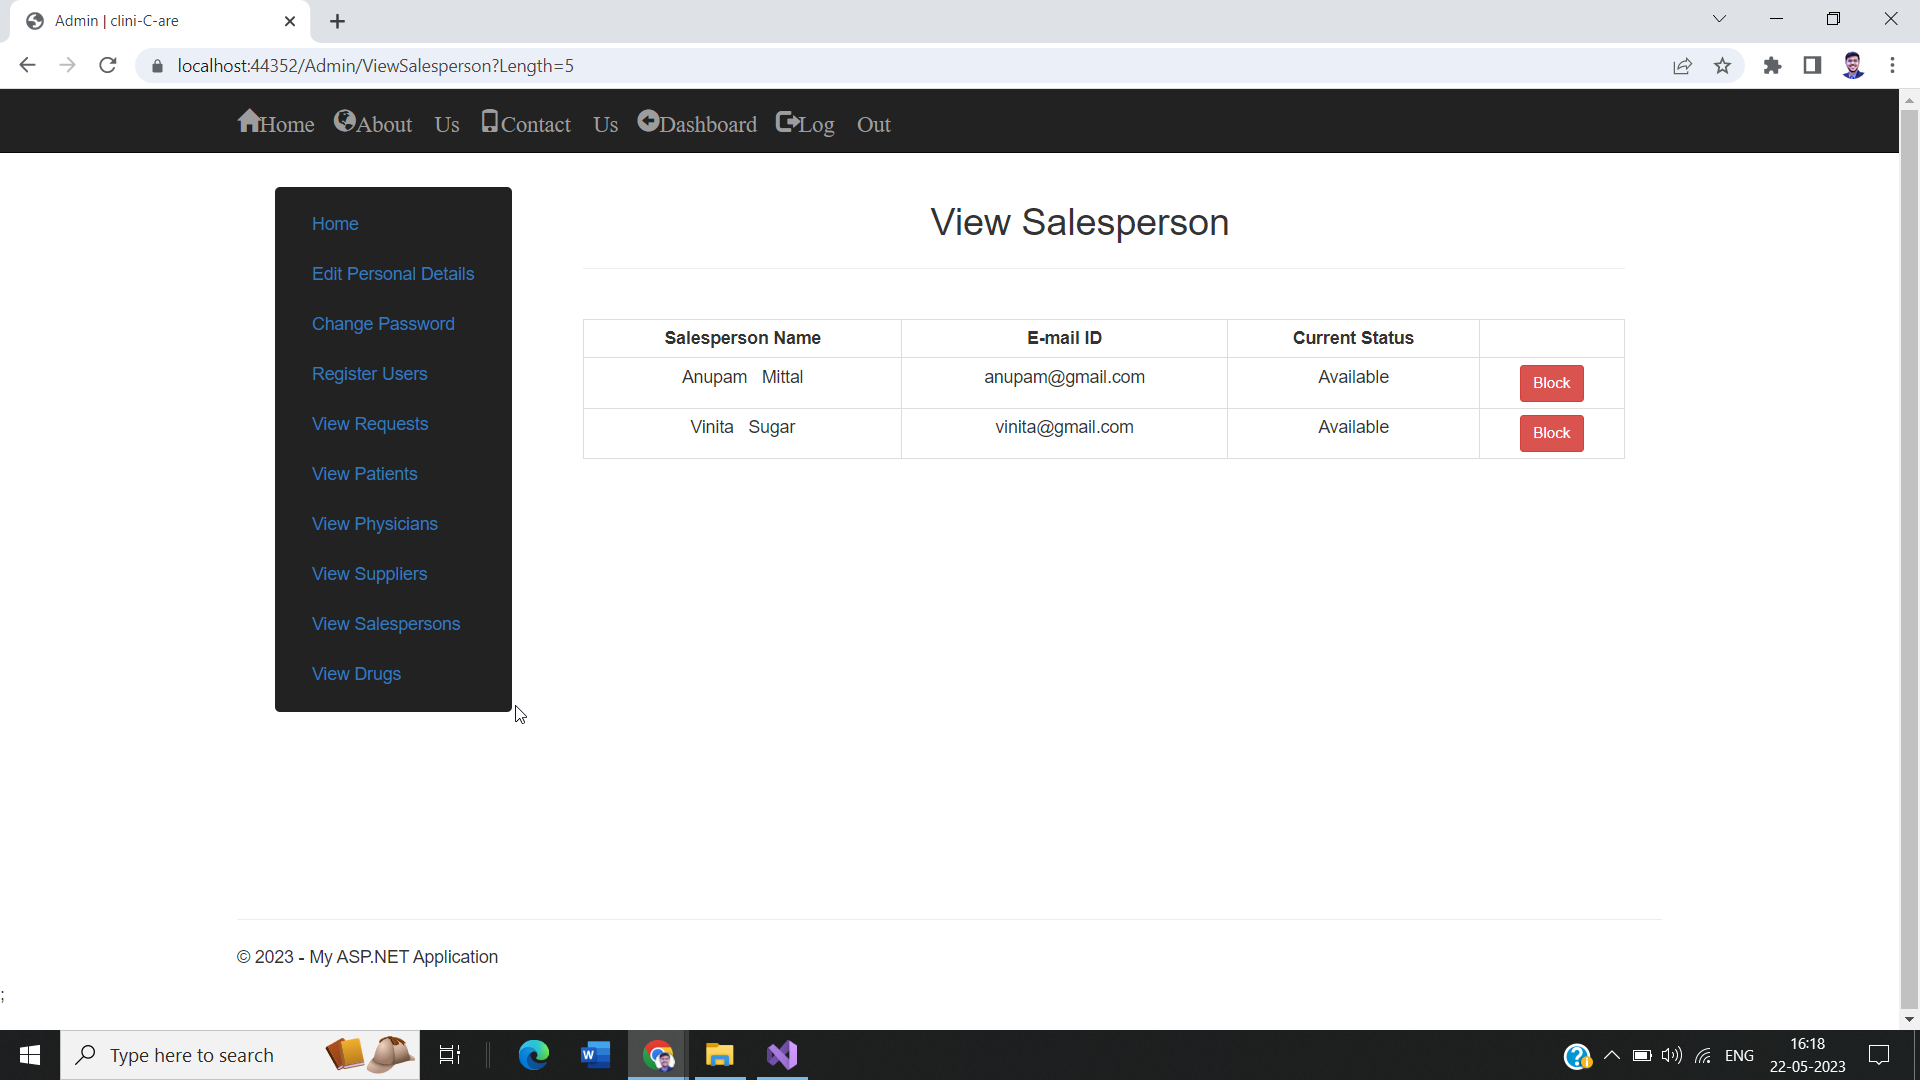 Admin | clini-C-are
localhost:44352/Admin/ViewSalesperson?Length=5
Home About Us Contact Us Dashboard Log Out
Home
Edit Personal Details
Change Password
Register Users
View Requests
View Patients
View Physicians
View Suppliers
View Salespersons
View Drugs
View Salesperson
Salesperson Name E-mail ID Current Status
Anupam Mittal anupam@gmail.com Available Block
Vinita Sugar vinita@gmail.com Available Block
© 2023 - My ASP.NET Application
;
Type here to search
W
ENG
16:18
22-05-2023